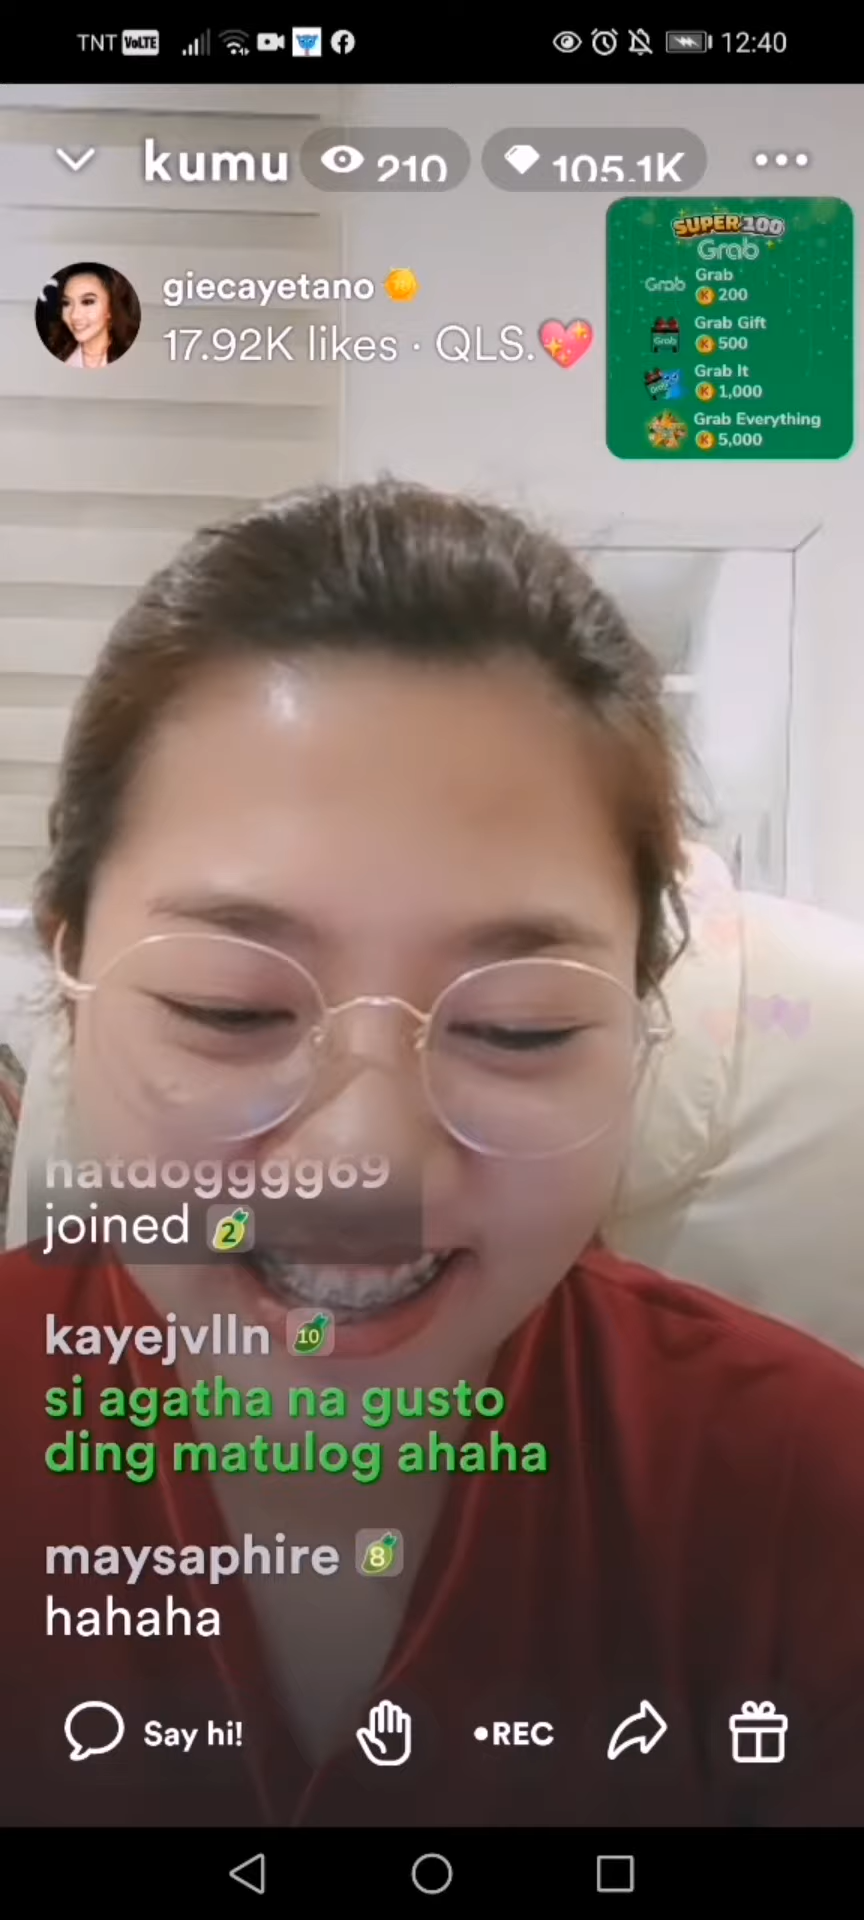 TNT VoLTE 12:40
kumu 210 105.1K
SUPER 100
Grab
Grab Grab
K 200
Grab Gift
Grab K 500
Grab It
K 1,000
Grab Everything
K 5,000
giecayetano
17.92K likes · QLS.
hatdogggg69
joined 2
kayejvlln 10
si agatha na gusto
ding matulog ahaha
maysaphire 8
hahaha
Say hi! •REC